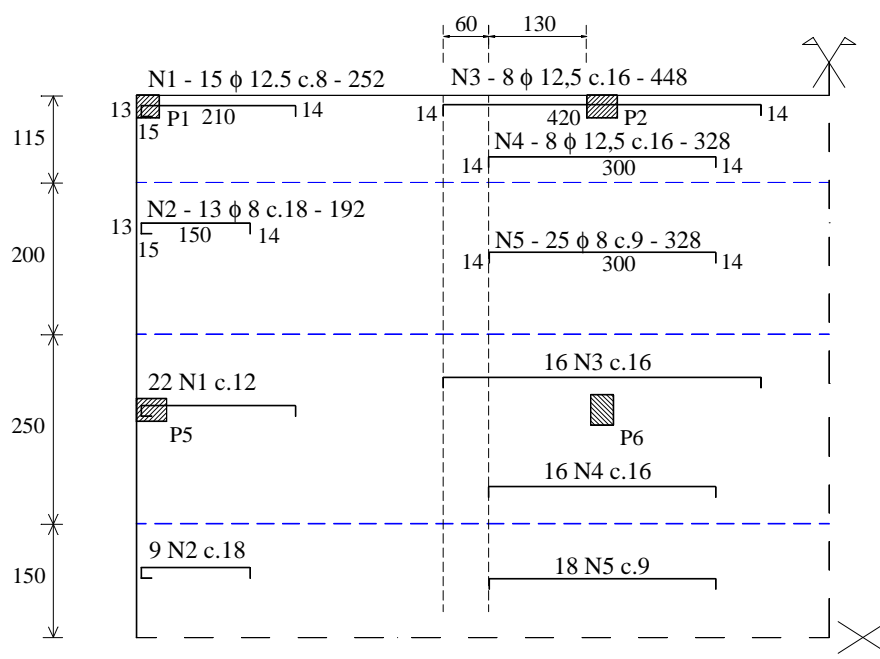 60 130
N1 - 15 ϕ 12.5 c.8 - 252
N3 - 8 ϕ 12,5 c.16 - 448
13 P1 210 14
15
14 420 P2 14
115
N4 - 8 ϕ 12,5 c.16 - 328
14 300 14
N2 - 13 ϕ 8 c.18 - 192
13 150 14
15
200
N5 - 25 ϕ 8 c.9 - 328
14 300 14
16 N3 c.16
22 N1 c.12
250
P5
P6
16 N4 c.16
9 N2 c.18
18 N5 c.9
150